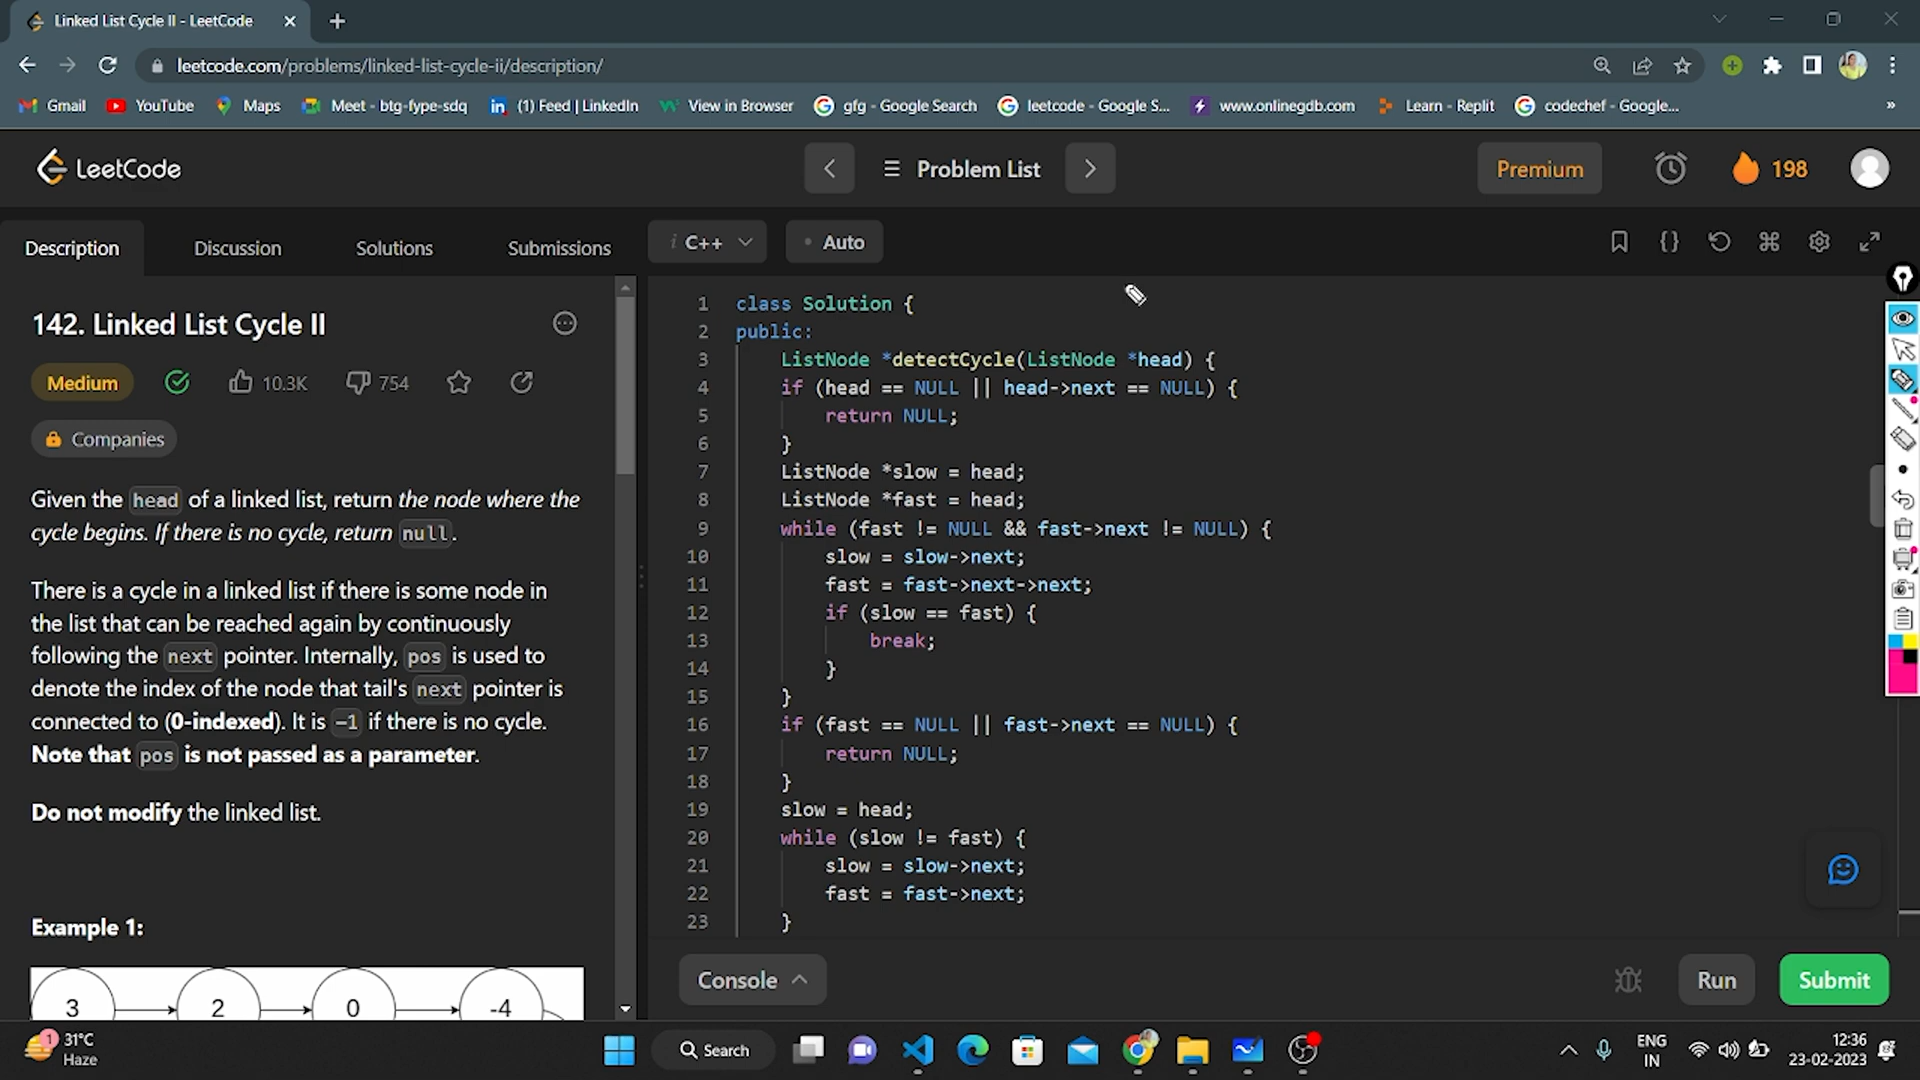 Linked List Cycle II - LeetCode
leetcode.com/problems/linked-list-cycle-ii/description/
Gmail YouTube Maps Meet - btg-fype-sdq (1) Feed | LinkedIn View in Browser gfg - Google Search leetcode - Google S... www.onlinegdb.com Learn - Replit codechef - Google... »
LeetCode Problem List Premium 198
Description Discussion Solutions Submissions i C++ Auto
142. Linked List Cycle II
Medium 10.3K 754
Companies
Given the head of a linked list, return the node where the
cycle begins. If there is no cycle, return null.
There is a cycle in a linked list if there is some node in
the list that can be reached again by continuously
following the next pointer. Internally, pos is used to
denote the index of the node that tail's next pointer is
connected to (0-indexed). It is -1 if there is no cycle.
Note that pos is not passed as a parameter.
Do not modify the linked list.
Example 1:
3 2 0 -4
1 class Solution {
2 public:
3 ListNode *detectCycle(ListNode *head) {
4 if (head == NULL || head->next == NULL) {
5 return NULL;
6 }
7 ListNode *slow = head;
8 ListNode *fast = head;
9 while (fast != NULL && fast->next != NULL) {
10 slow = slow->next;
11 fast = fast->next->next;
12 if (slow == fast) {
13 break;
14 }
15 }
16 if (fast == NULL || fast->next == NULL) {
17 return NULL;
18 }
19 slow = head;
20 while (slow != fast) {
21 slow = slow->next;
22 fast = fast->next;
23 }
Console Run Submit
1 31°C
Haze
Search
ENG
IN
12:36
23-02-2023